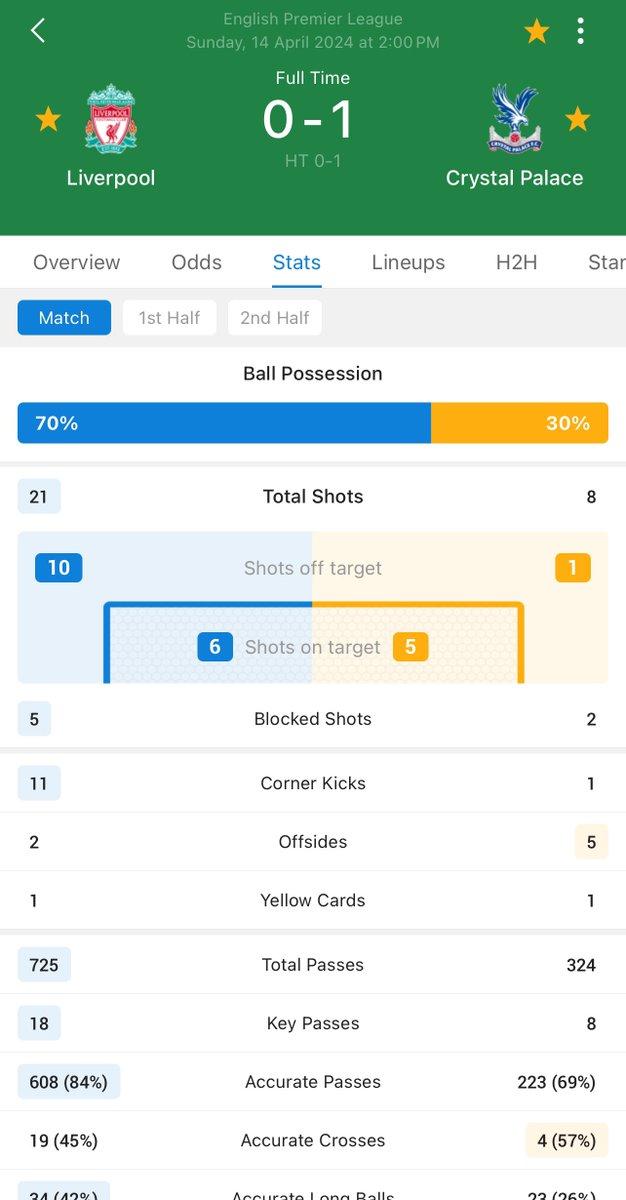 English Premier League
Sunday, 14 April 2024 at 2:00 PM
Full Time
0 - 1
HT 0-1
Liverpool
Crystal Palace
Overview Odds Stats Lineups H2H Star
Match 1st Half 2nd Half
Ball Possession
70% 30%
21 Total Shots 8
10 Shots off target 1
6 Shots on target 5
5 Blocked Shots 2
11 Corner Kicks 1
2 Offsides 5
1 Yellow Cards 1
725 Total Passes 324
18 Key Passes 8
608 (84%) Accurate Passes 223 (69%)
19 (45%) Accurate Crosses 4 (57%)
34 (42%) Accurate Long Balls 23 (26%)